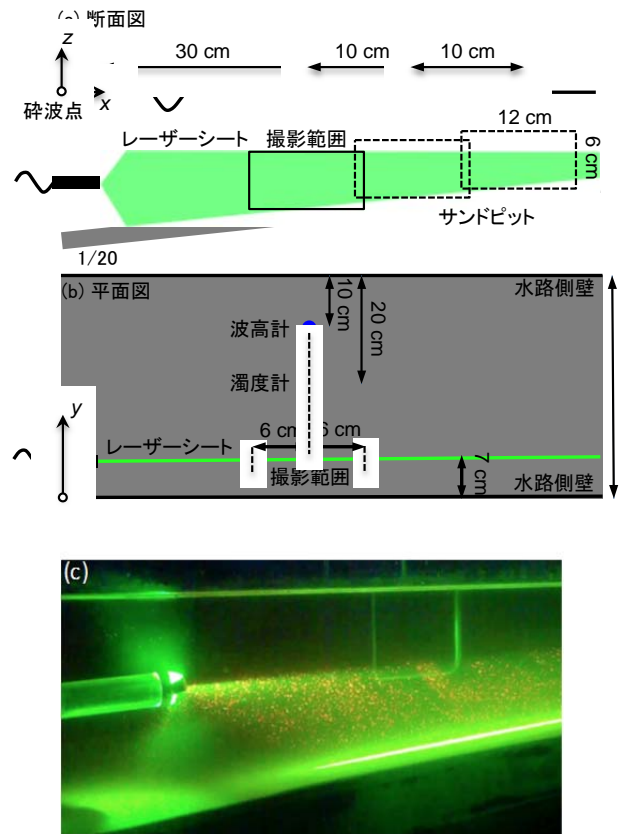 (a) 断面図
z
30 cm
10 cm
10 cm
x
砕波点
12 cm
レーザーシート
撮影範囲
6 cm
サンドピット
1/20
(b) 平面図
水路側壁
10 cm
20 cm
波高計
濁度計
y
6 cm
6 cm
レーザーシート
撮影範囲
7 cm
水路側壁
(c)